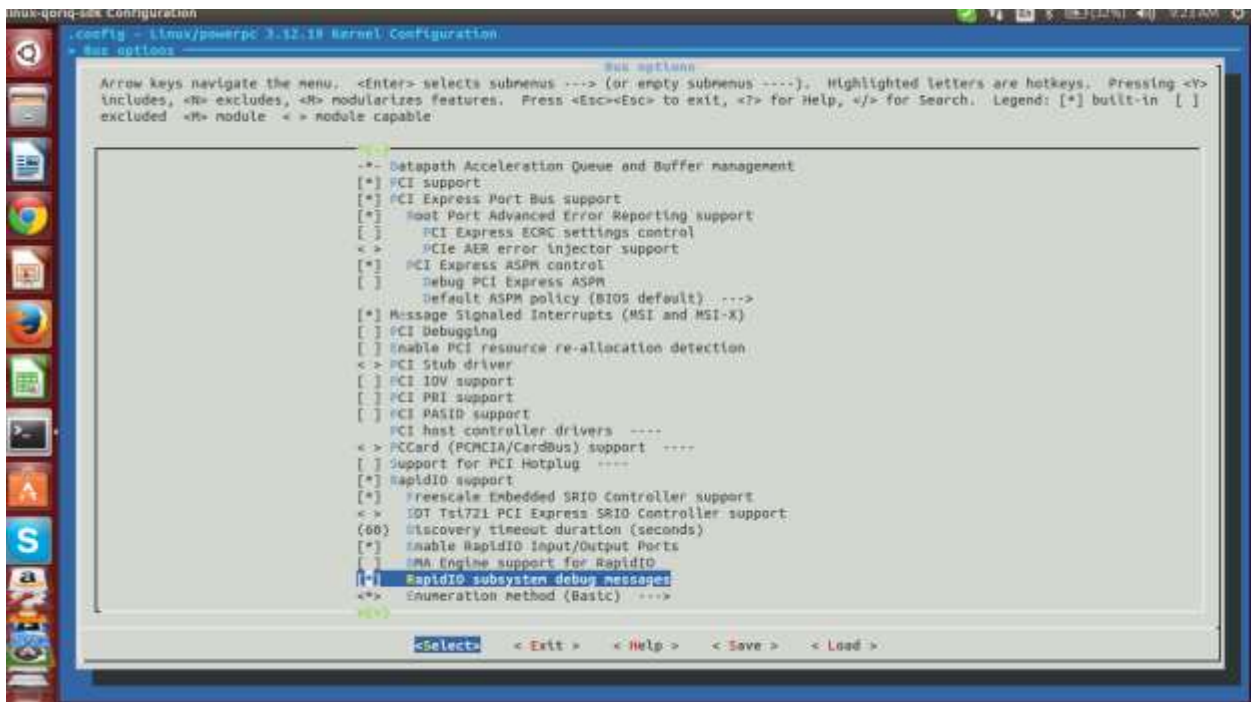 linux-qoriq-sdk Configuration
.config - Linux/powerpc 3.12.19 Kernel Configuration
> Bus options
Bus options
Arrow keys navigate the menu. <Enter> selects submenus ---> (or empty submenus ----). Highlighted letters are hotkeys. Pressing <Y>
includes, <N> excludes, <M> modularizes features. Press <Esc><Esc> to exit, <?> for Help, </> for Search. Legend: [*] built-in [ ]
excluded <M> module < > module capable
-*- Datapath Acceleration Queue and Buffer management
[*] PCI support
[*] PCI Express Port Bus support
[*] Root Port Advanced Error Reporting support
[ ] PCI Express ECRC settings control
< > PCIe AER error injector support
[*] PCI Express ASPM control
[ ] Debug PCI Express ASPM
Default ASPM policy (BIOS default) --->
[*] Message Signaled Interrupts (MSI and MSI-X)
[ ] PCI Debugging
[ ] Enable PCI resource re-allocation detection
< > PCI Stub driver
[ ] PCI IOV support
[ ] PCI PRI support
[ ] PCI PASID support
PCI host controller drivers ----
< > PCCard (PCMCIA/CardBus) support ----
[ ] Support for PCI Hotplug ----
[*] RapidIO support
[*] Freescale Embedded SRIO Controller support
< > IDT Tsi721 PCI Express SRIO Controller support
(60) Discovery timeout duration (seconds)
[*] Enable RapidIO Input/Output Ports
[ ] DMA Engine support for RapidIO
[*] RapidIO subsystem debug messages
<*> Enumeration method (Basic) --->
<Select> < Exit > < Help > < Save > < Load >